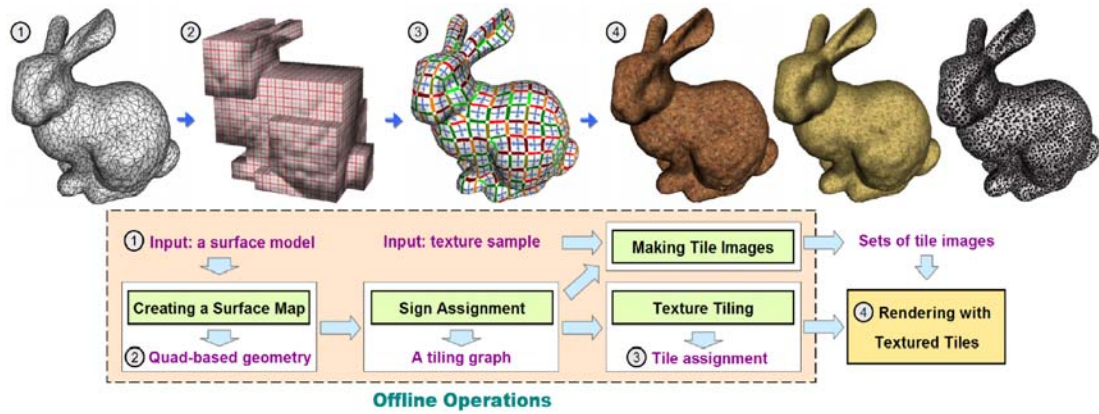 1
2
3
4
1 Input: a surface model
Input: texture sample
Making Tile Images
Sets of tile images
Creating a Surface Map
Sign Assignment
Texture Tiling
4 Rendering with
Textured Tiles
2 Quad-based geometry
A tiling graph
3 Tile assignment
Offline Operations